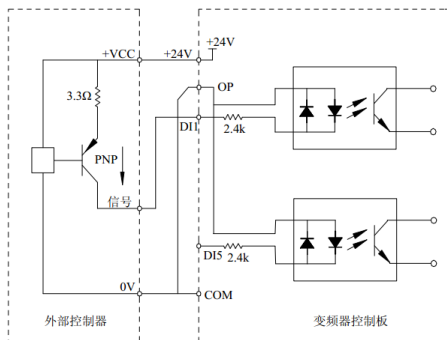 +VCC
+24V
+24V
3.3Ω
OP
DI1
2.4k
PNP
信号
DI5
2.4k
0V
COM
外部控制器
变频器控制板